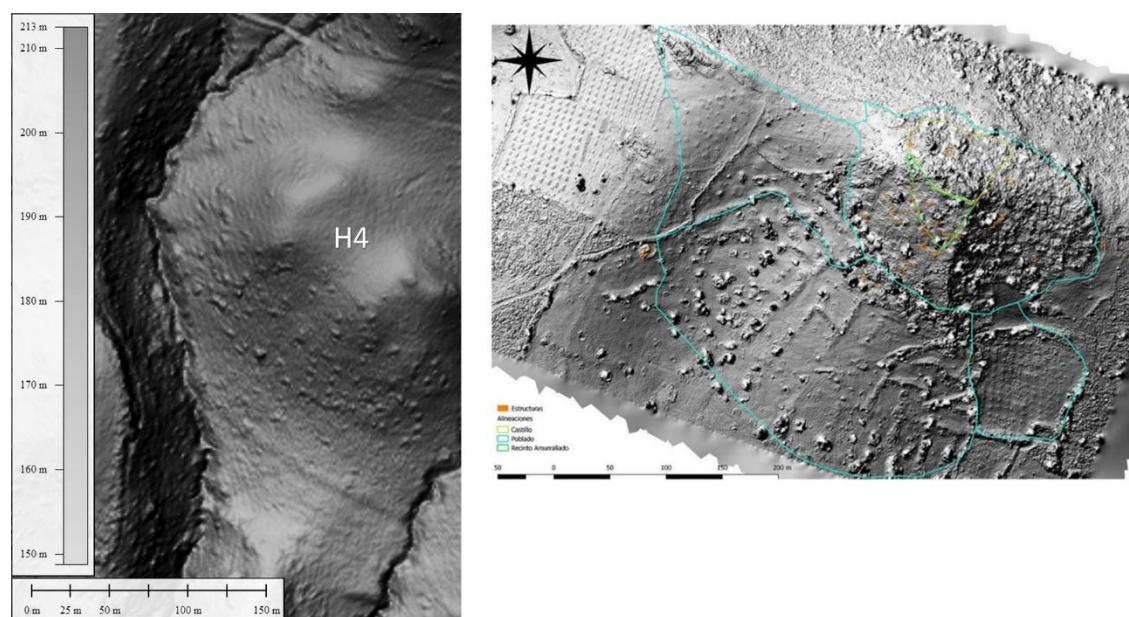 213 m
210 m
200 m
190 m
180 m
170 m
160 m
150 m
H4
0 m 25 m 50 m 100 m 150 m
Estructuras
Alineaciones
Castillo
Poblado
Recinto Amurrallado
50 0 50 100 150 200 m